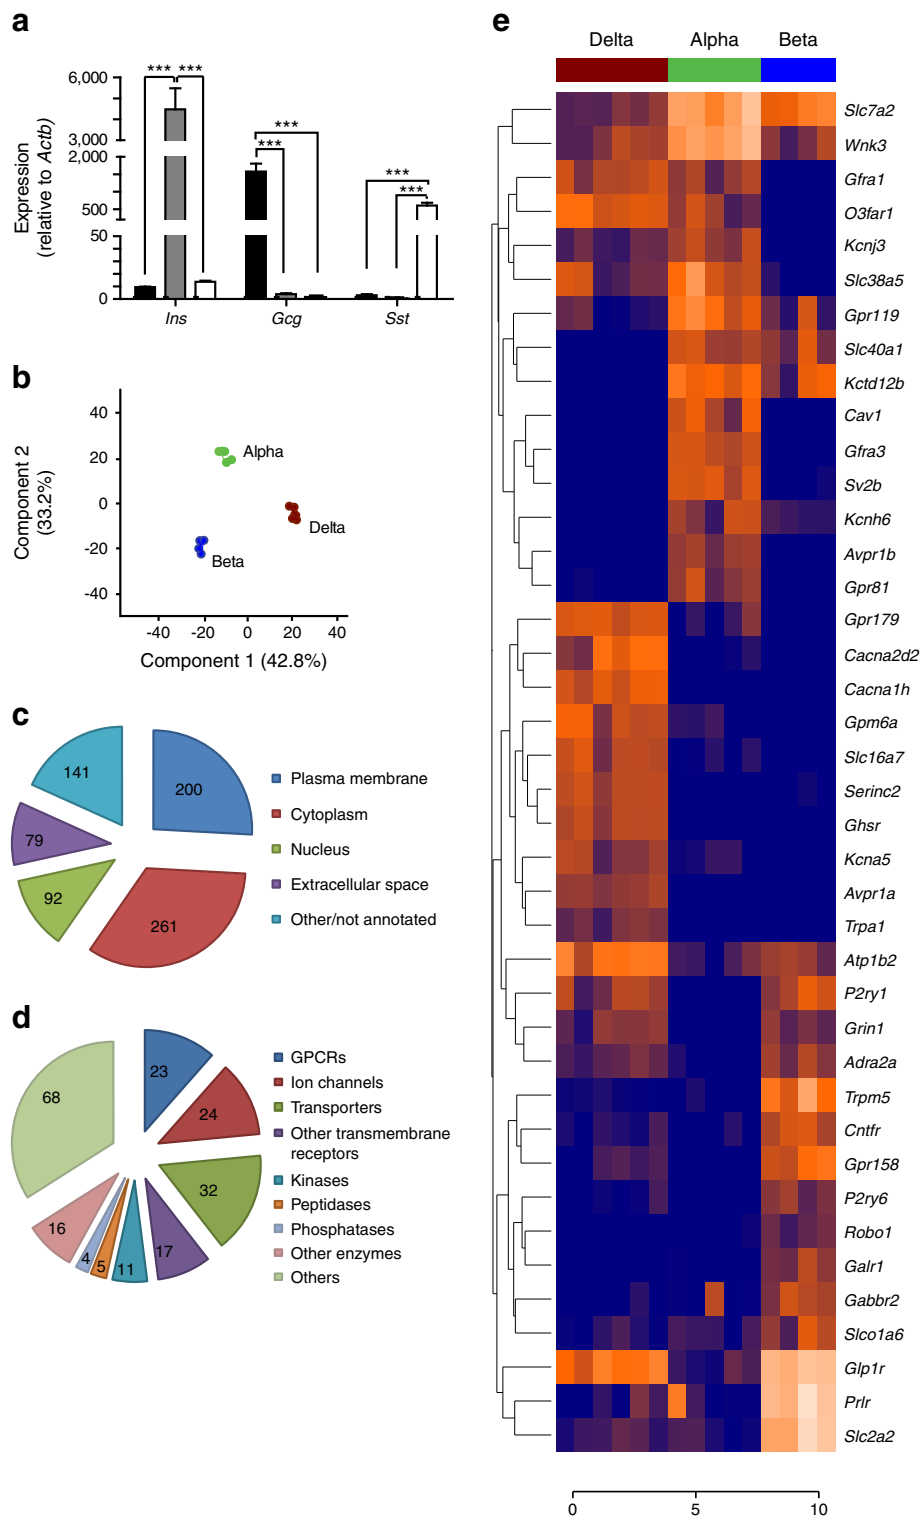 a
Expression
(relative to Actb)
6,000
3,000
2,000
500
50
0
*** ***
***
***
***
***
Ins Gcg Sst
b
Component 2
(33.2%)
40
20
0
-20
-40
Alpha
Delta
Beta
-40 -20 0 20 40
Component 1 (42.8%)
c
141
200
79
92
261
Plasma membrane
Cytoplasm
Nucleus
Extracellular space
Other/not annotated
d
68
23
24
32
17
11
5
4
16
GPCRs
Ion channels
Transporters
Other transmembrane
receptors
Kinases
Peptidases
Phosphatases
Other enzymes
Others
e
Delta Alpha Beta
Slc7a2
Wnk3
Gfra1
O3far1
Kcnj3
Slc38a5
Gpr119
Slc40a1
Kctd12b
Cav1
Gfra3
Sv2b
Kcnh6
Avpr1b
Gpr81
Gpr179
Cacna2d2
Cacna1h
Gpm6a
Slc16a7
Serinc2
Ghsr
Kcna5
Avpr1a
Trpa1
Atp1b2
P2ry1
Grin1
Adra2a
Trpm5
Cntfr
Gpr158
P2ry6
Robo1
Galr1
Gabbr2
Slco1a6
Glp1r
Prlr
Slc2a2
0 5 10